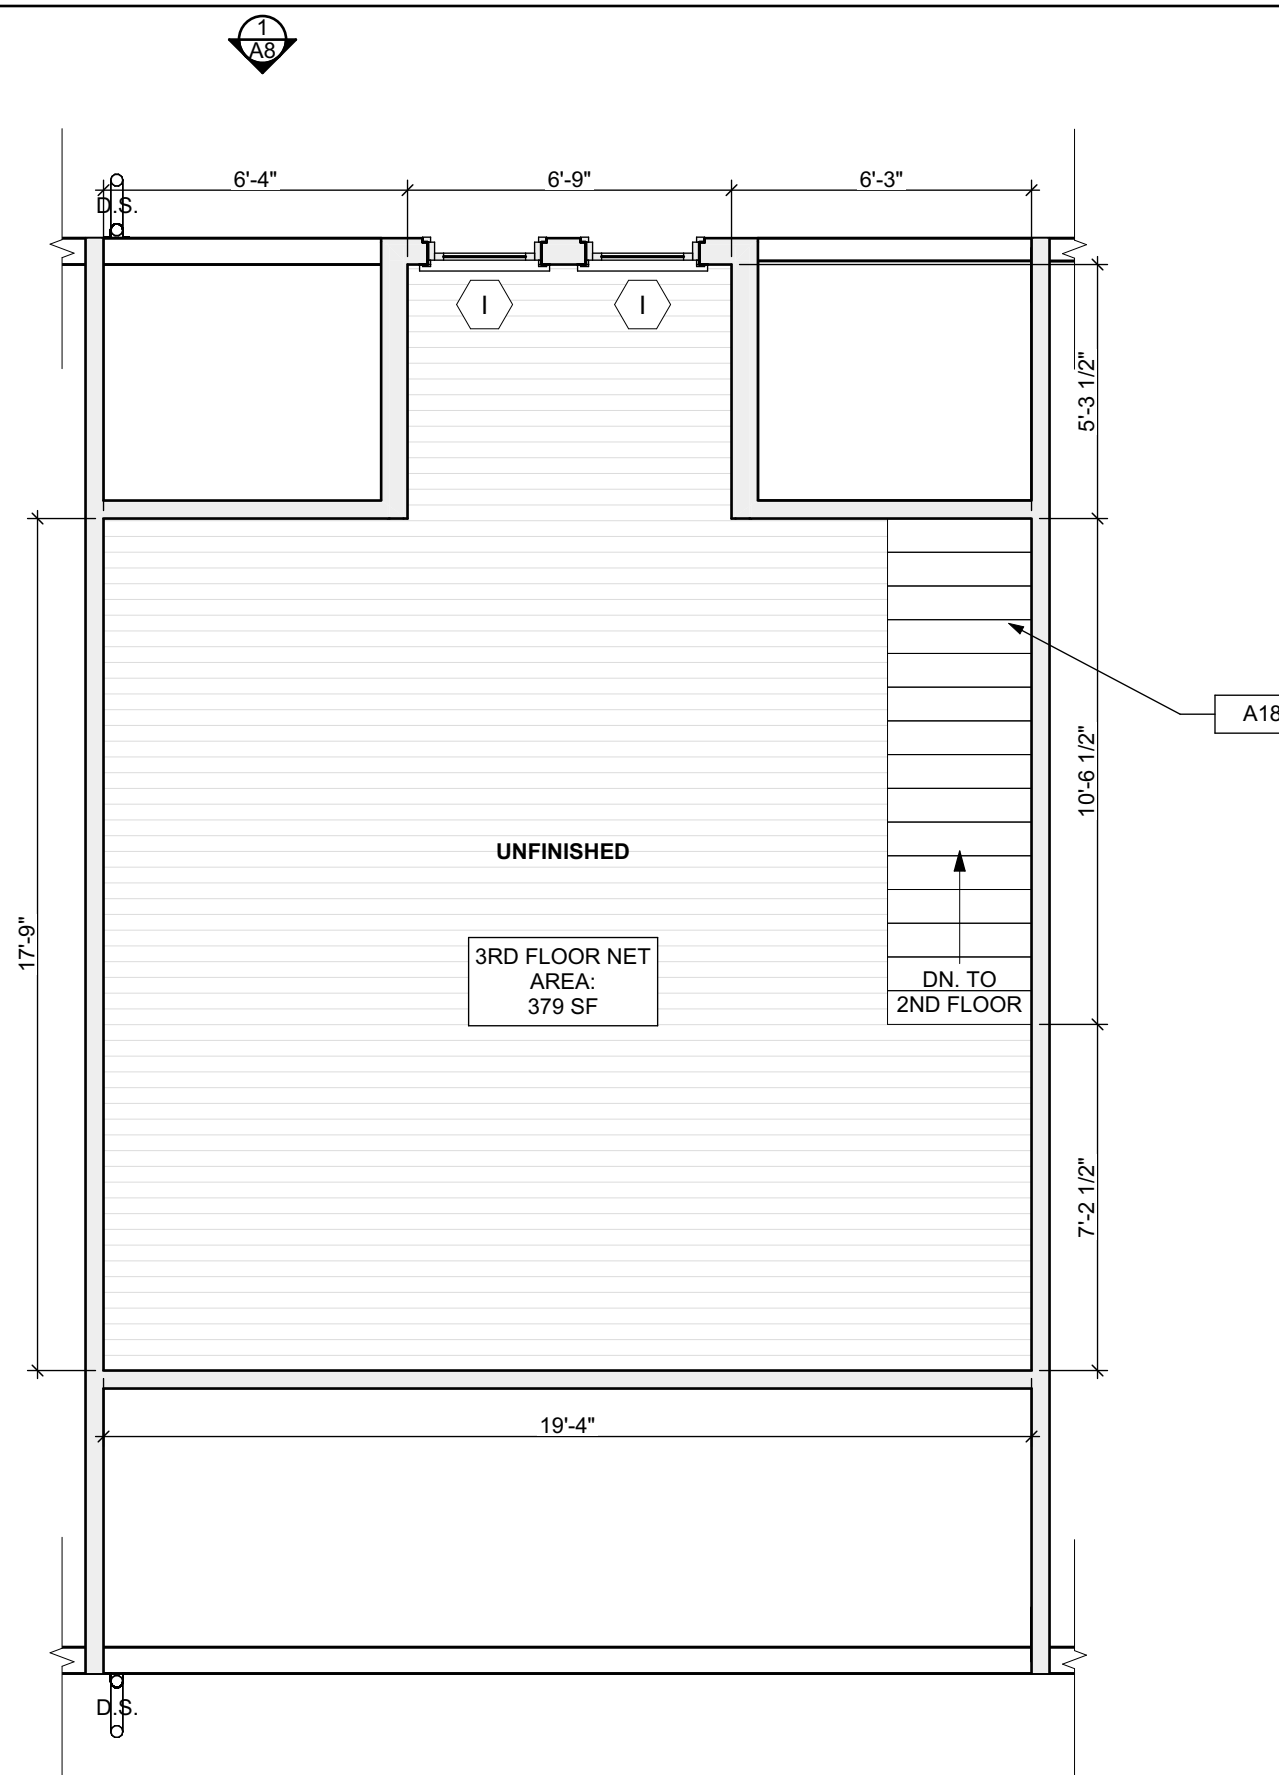 1
A8
6'-4"
6'-9"
6'-3"
D.S.
I
I
5'-3 1/2"
A18
10'-6 1/2"
UNFINISHED
17'-9"
3RD FLOOR NET
AREA:
379 SF
DN. TO
2ND FLOOR
7'-2 1/2"
19'-4"
D.S.